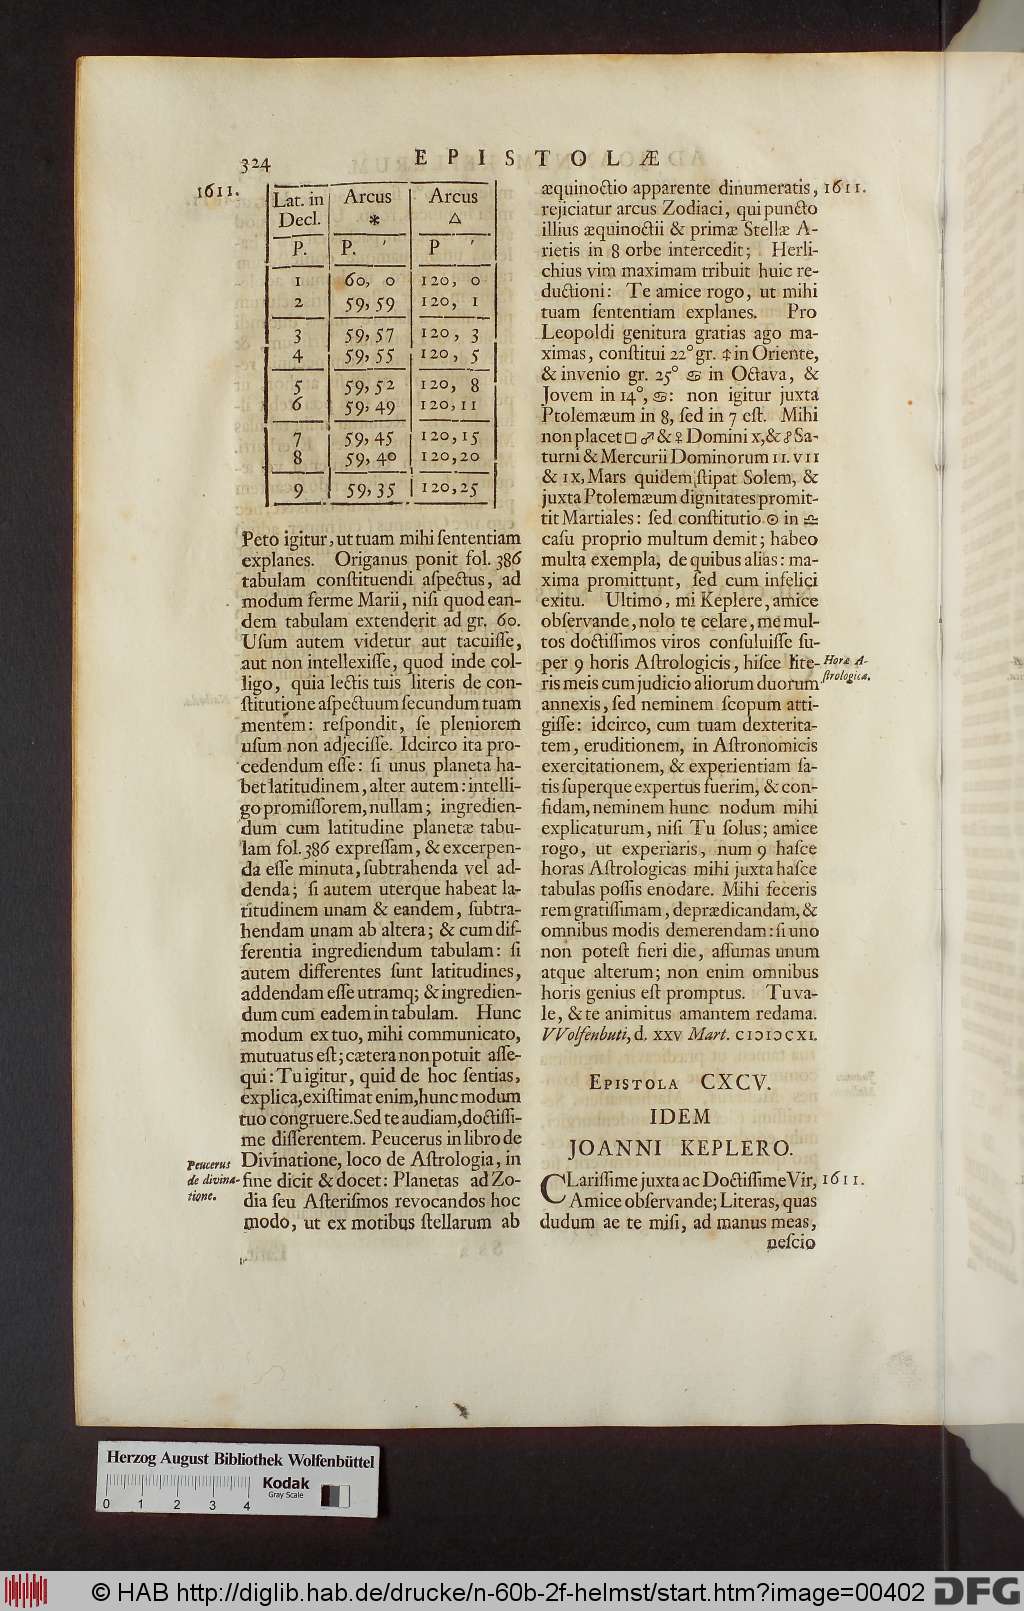 324
EPISTOLÆ
1611.
Lat. in Decl. | Arcus ⚹ | Arcus △
P. | P. ′ | P ′
1 | 60, 0 | 120, 0
2 | 59, 59 | 120, 1
3 | 59, 57 | 120, 3
4 | 59, 55 | 120, 5
5 | 59, 52 | 120, 8
6 | 59, 49 | 120, 11
7 | 59, 45 | 120, 15
8 | 59, 40 | 120, 20
9 | 59, 35 | 120, 25
Peto igitur, ut tuam mihi ſententiam
explanes. Origanus ponit fol. 386
tabulam conſtituendi aſpectus, ad
modum ferme Marii, niſi quod ean-
dem tabulam extenderit ad gr. 60.
Uſum autem videtur aut tacuiſſe,
aut non intellexiſſe, quod inde col-
ligo, quia lectis tuis literis de con-
ſtitutione aſpectuum ſecundum tuam
mentem: reſpondit, ſe pleniorem
uſum non adjeciſſe. Idcirco ita pro-
cedendum eſſe: ſi unus planeta ha-
bet latitudinem, alter autem: intelli-
go promiſſorem, nullam; ingredien-
dum cum latitudine planetæ tabu-
lam fol. 386 expreſſam, & excerpen-
da eſſe minuta, ſubtrahenda vel ad-
denda; ſi autem uterque habeat la-
titudinem unam & eandem, ſubtra-
hendam unam ab altera; & cum dif-
ferentia ingrediendum tabulam: ſi
autem differentes ſunt latitudines,
addendam eſſe utramq; & ingredien-
dum cum eadem in tabulam. Hunc
modum ex tuo, mihi communicato,
mutuatus eſt; cætera non potuit aſſe-
qui: Tu igitur, quid de hoc ſentias,
explica, exiſtimat enim, hunc modum
tuo congruere. Sed te audiam, doctiſſi-
me diſſerentem. Peucerus in libro de
Divinatione, loco de Aſtrologia, in
fine dicit & docet: Planetas ad Zo-
dia ſeu Aſteriſmos revocandos hoc
modo, ut ex motibus ſtellarum ab
Peucerus
de divina-
tione.
æquinoctio apparente dinumeratis,
1611.
rejiciatur arcus Zodiaci, qui puncto
illius æquinoctii & primæ Stellæ A-
rietis in 8 orbe intercedit; Herli-
chius vim maximam tribuit huic re-
ductioni: Te amice rogo, ut mihi
tuam ſententiam explanes. Pro
Leopoldi genitura gratias ago ma-
ximas, conſtitui 22° gr. ♐ in Oriente,
& invenio gr. 25° ♋ in Octava, &
Jovem in 14°, ♋: non igitur juxta
Ptolemæum in 8, ſed in 7 eſt. Mihi
non placet □ ♂ & ♀ Domini x, & ☍ Sa-
turni & Mercurii Dominorum II. VII
& IX, Mars quidem ſtipat Solem, &
juxta Ptolemæum dignitates promit-
tit Martiales: ſed conſtitutio ☉ in ♎
caſu proprio multum demit; habeo
multa exempla, de quibus alias: ma-
xima promittunt, ſed cum infelici
exitu. Ultimo, mi Keplere, amice
obſervande, nolo te celare, me mul-
tos doctiſſimos viros conſuluiſſe ſu-
per 9 horis Aſtrologicis, hiſce lite-
ris meis cum judicio aliorum duorum
annexis, ſed neminem ſcopum atti-
giſſe: idcirco, cum tuam dexterita-
tem, eruditionem, in Aſtronomicis
exercitationem, & experientiam ſa-
tis ſuperque expertus fuerim, & con-
fidam, neminem hunc nodum mihi
explicaturum, niſi Tu ſolus; amice
rogo, ut experiaris, num 9 haſce
horas Aſtrologicas mihi juxta haſce
tabulas poſſis enodare. Mihi feceris
rem gratiſſimam, deprædicandam, &
omnibus modis demerendam: ſi uno
non poteſt fieri die, aſſumas unum
atque alterum; non enim omnibus
horis genius eſt promptus. Tu va-
le, & te animitus amantem redama.
VVolfenbuti, d. XXV Mart. CIƆIƆCXI.
Horæ A-
ſtrologicæ.
EPISTOLA CXCV.
IDEM
JOANNI KEPLERO.
CLariſſime juxta ac Doctiſſime Vir,
1611.
Amice obſervande; Literas, quas
dudum ae te miſi, ad manus meas,
neſcio
Herzog August Bibliothek Wolfenbüttel
0 1 2 3 4
Kodak
Gray Scale
© HAB http://diglib.hab.de/drucke/n-60b-2f-helmst/start.htm?image=00402
DFG